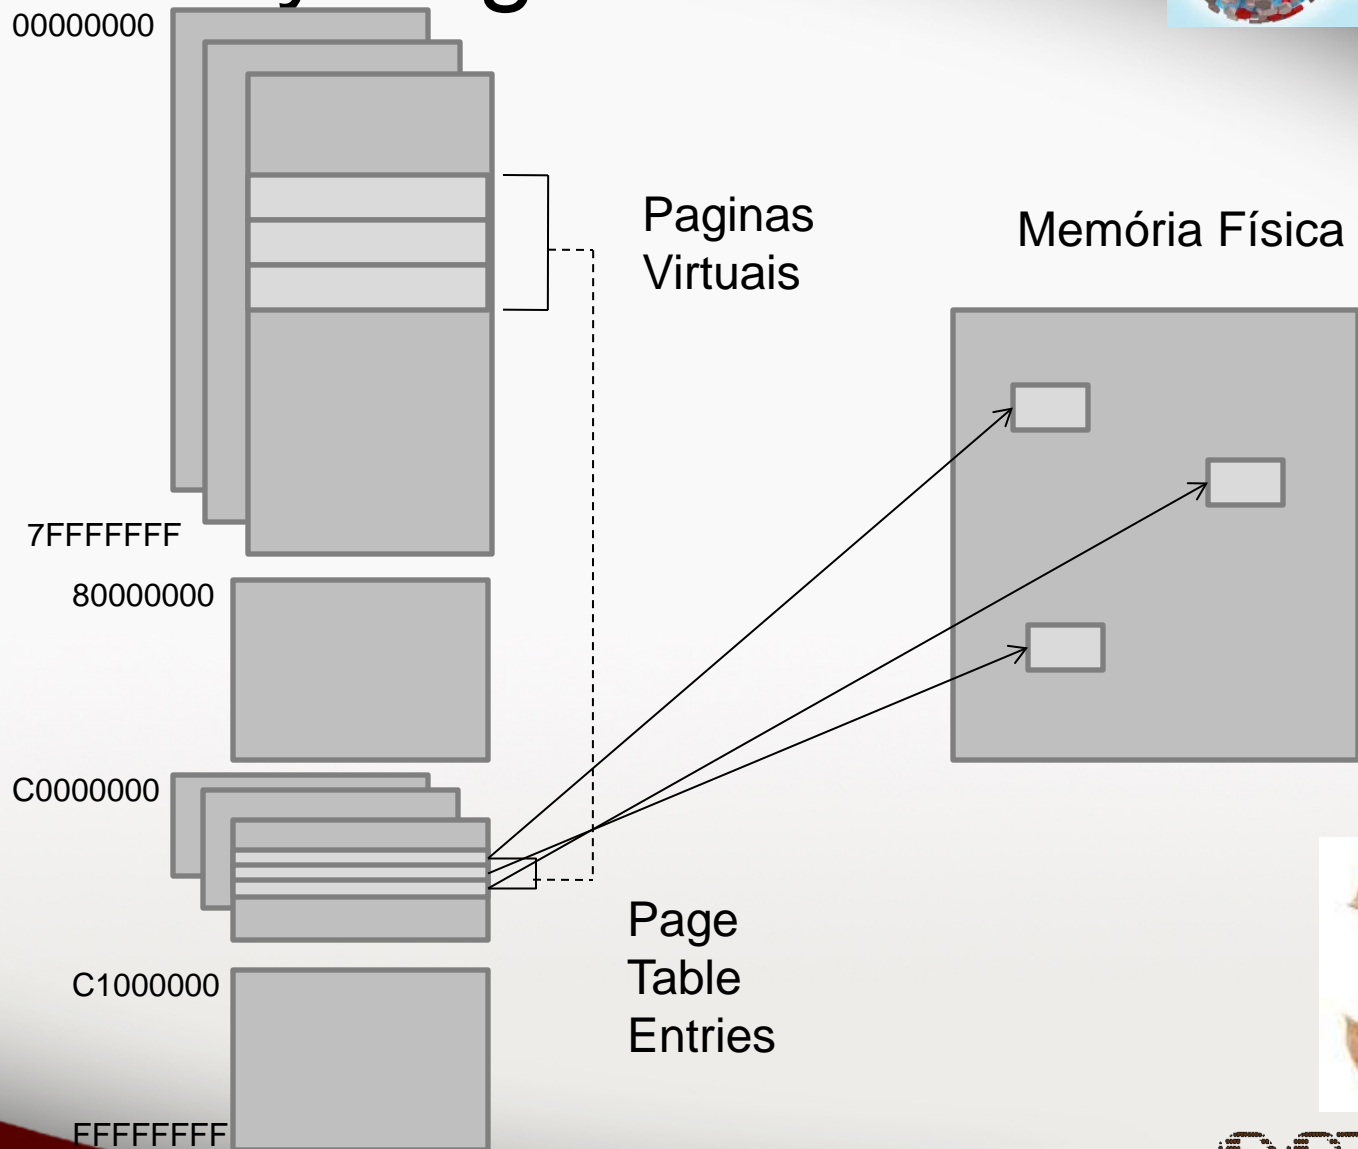 00000000
Paginas
Virtuais
Memória Física
7FFFFFFF
80000000
C0000000
Page
Table
Entries
C1000000
FFFFFFFF